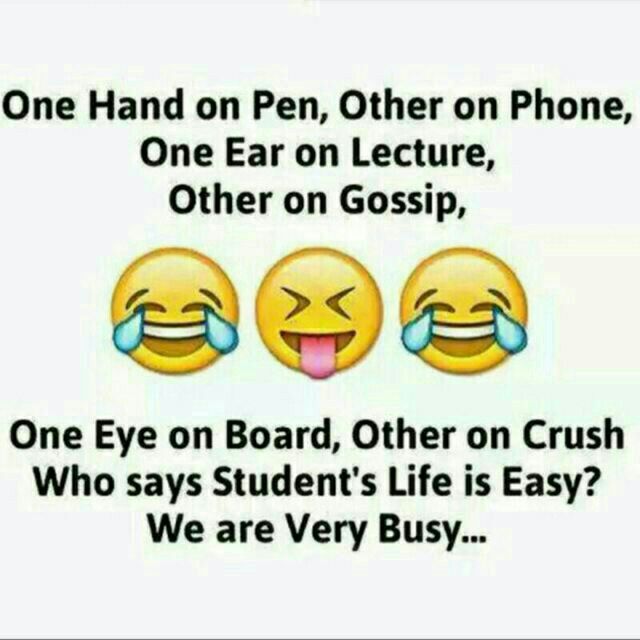 One Hand on Pen, Other on Phone,
One Ear on Lecture,
Other on Gossip,
One Eye on Board, Other on Crush
Who says Student's Life is Easy?
We are Very Busy...